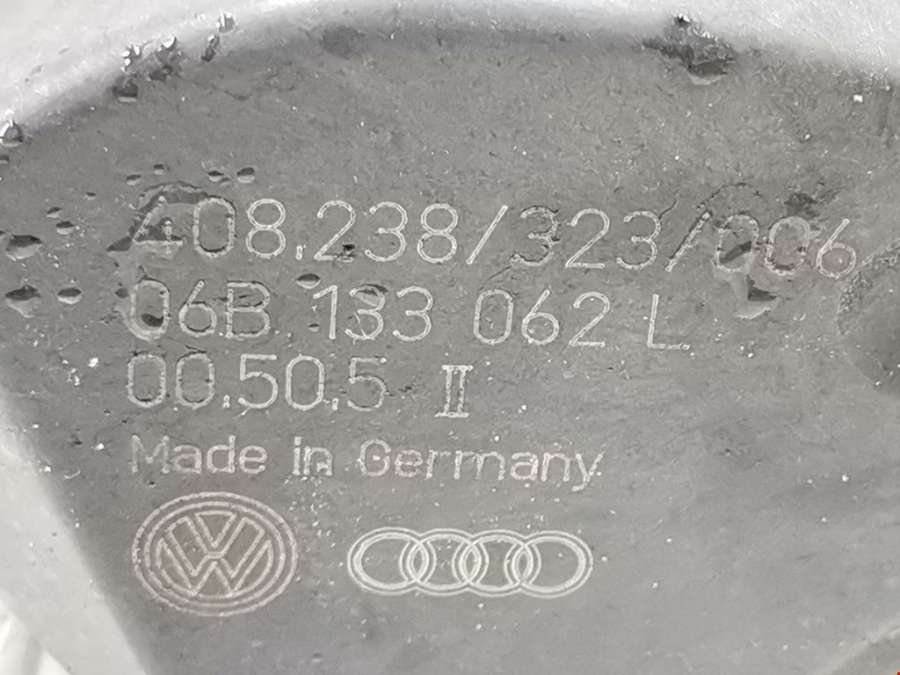 408.238/323/006
06B 133 062 L
00.50.5 II
Made in Germany